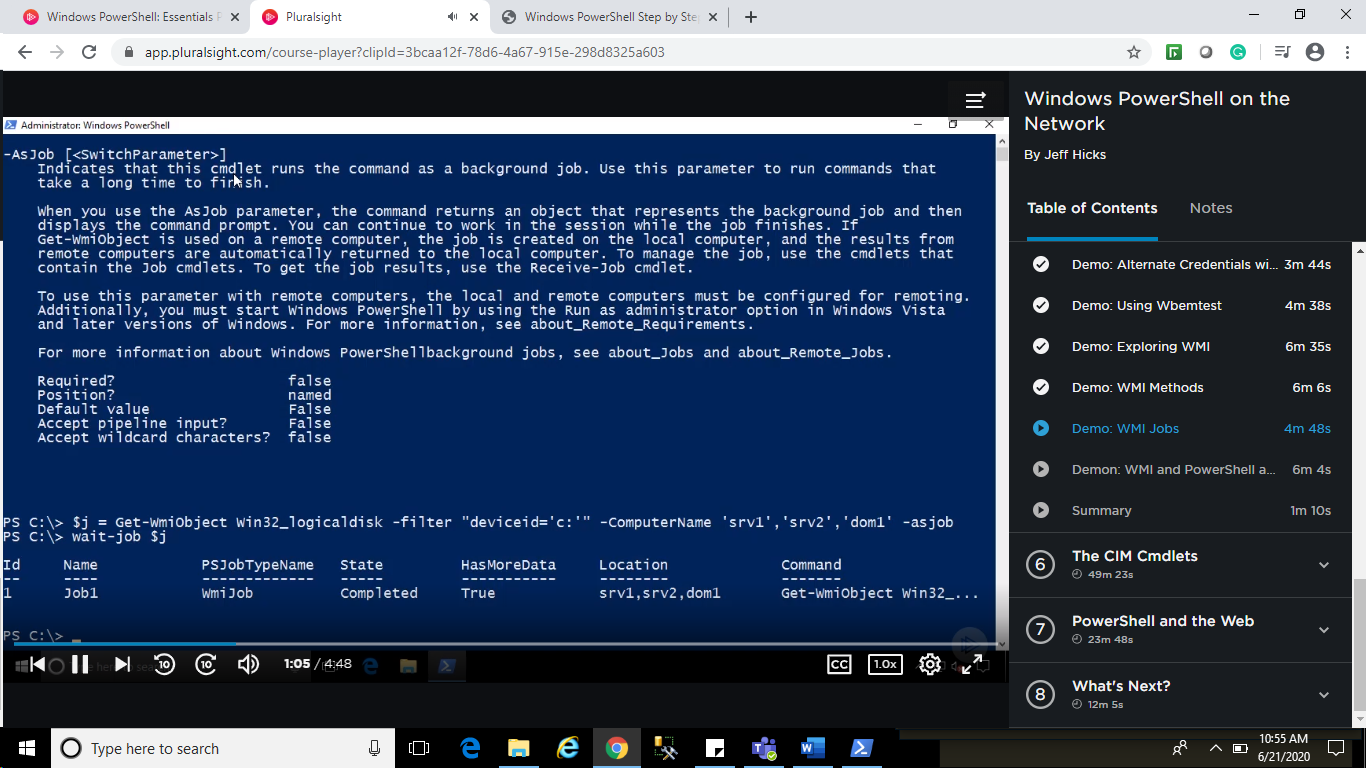 Windows PowerShell: Essentials P
Pluralsight
Windows PowerShell Step by Ste
app.pluralsight.com/course-player?clipId=3bcaa12f-78d6-4a67-915e-298d8325a603
Administrator: Windows PowerShell
-AsJob [<SwitchParameter>]
Indicates that this cmdlet runs the command as a background job. Use this parameter to run commands that
take a long time to finish.
When you use the AsJob parameter, the command returns an object that represents the background job and then
displays the command prompt. You can continue to work in the session while the job finishes. If
Get-WmiObject is used on a remote computer, the job is created on the local computer, and the results from
remote computers are automatically returned to the local computer. To manage the job, use the cmdlets that
contain the Job cmdlets. To get the job results, use the Receive-Job cmdlet.
To use this parameter with remote computers, the local and remote computers must be configured for remoting.
Additionally, you must start Windows PowerShell by using the Run as administrator option in Windows Vista
and later versions of Windows. For more information, see about_Remote_Requirements.
For more information about Windows PowerShellbackground jobs, see about_Jobs and about_Remote_Jobs.
Required? false
Position? named
Default value False
Accept pipeline input? False
Accept wildcard characters? false
PS C:\> $j = Get-WmiObject Win32_logicaldisk -filter "deviceid='c:'" -ComputerName 'srv1','srv2','dom1' -asjob
PS C:\> wait-job $j
Id Name PSJobTypeName State HasMoreData Location Command
-- ---- ------------- ----- ----------- -------- -------
1 Job1 WmiJob Completed True srv1,srv2,dom1 Get-WmiObject Win32_...
PS C:\> _
10 10 1:05 / 4:48 CC 1.0x
Windows PowerShell on the
Network
By Jeff Hicks
Table of Contents Notes
Demo: Alternate Credentials wi... 3m 44s
Demo: Using Wbemtest 4m 38s
Demo: Exploring WMI 6m 35s
Demo: WMI Methods 6m 6s
Demo: WMI Jobs 4m 48s
Demon: WMI and PowerShell a... 6m 4s
Summary 1m 10s
6 The CIM Cmdlets
49m 23s
7 PowerShell and the Web
23m 48s
8 What's Next?
12m 5s
Type here to search
10:55 AM
6/21/2020